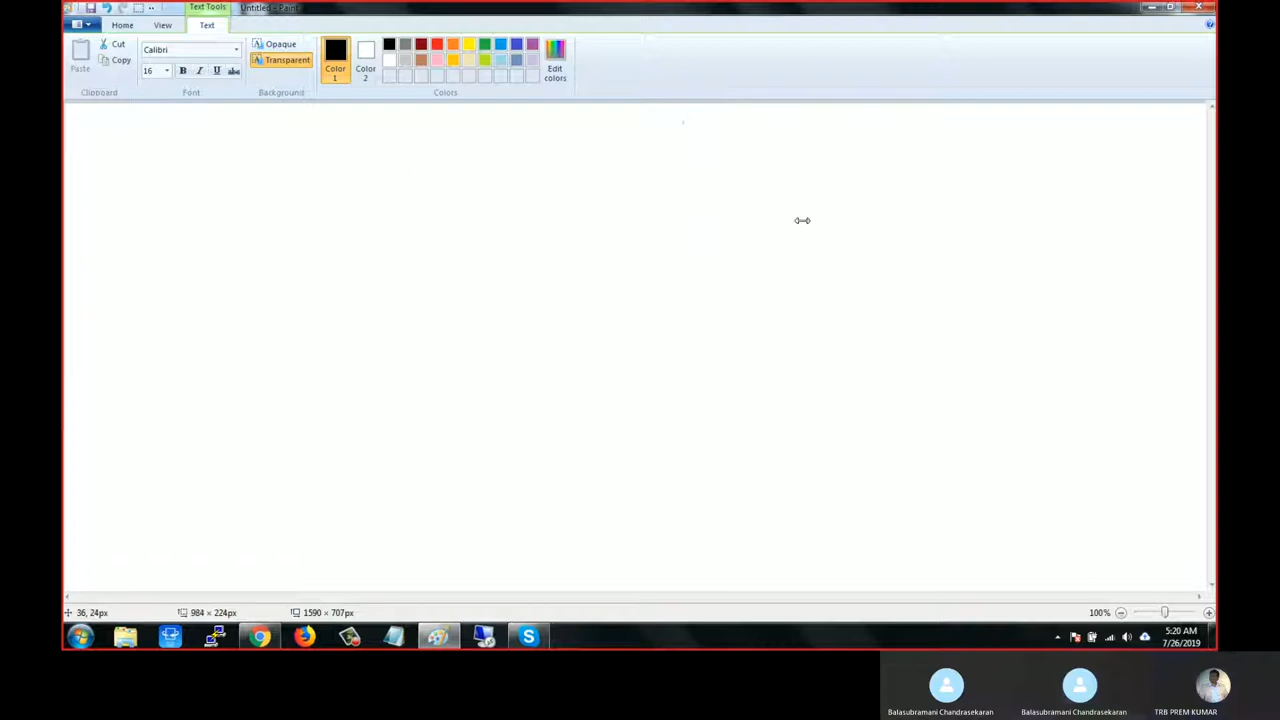 Text Tools Untitled - Paint
Home View Text
Paste Cut Copy
Clipboard
Calibri
16 B I U abc
Font
Opaque
Transparent
Background
Color 1
Color 2
Edit colors
Colors
36, 24px 984 × 224px 1590 × 707px 100%
5:20 AM
7/26/2019
Balasubramani Chandrasekaran Balasubramani Chandrasekaran TRB PREM KUMAR